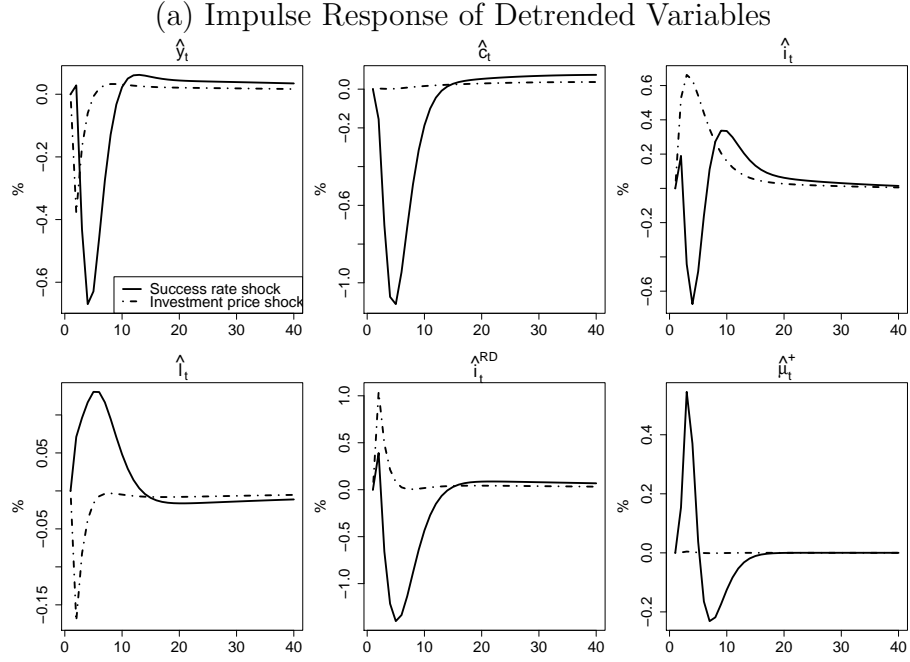 (a) Impulse Response of Detrended Variables
ŷₜ
ĉₜ
îₜ
%
0.0
−0.2
−0.4
−0.6
Success rate shock
Investment price shock
0 10 20 30 40
%
0.0
−0.2
−0.6
−1.0
0 10 20 30 40
%
0.6
0.2
−0.2
−0.6
0 10 20 30 40
l̂ₜ
îₜᴿᴰ
μ̂ₜ⁺
%
0.05
−0.05
−0.15
0 10 20 30 40
%
1.0
0.5
0.0
−1.0
0 10 20 30 40
%
0.4
0.2
0.0
−0.2
0 10 20 30 40